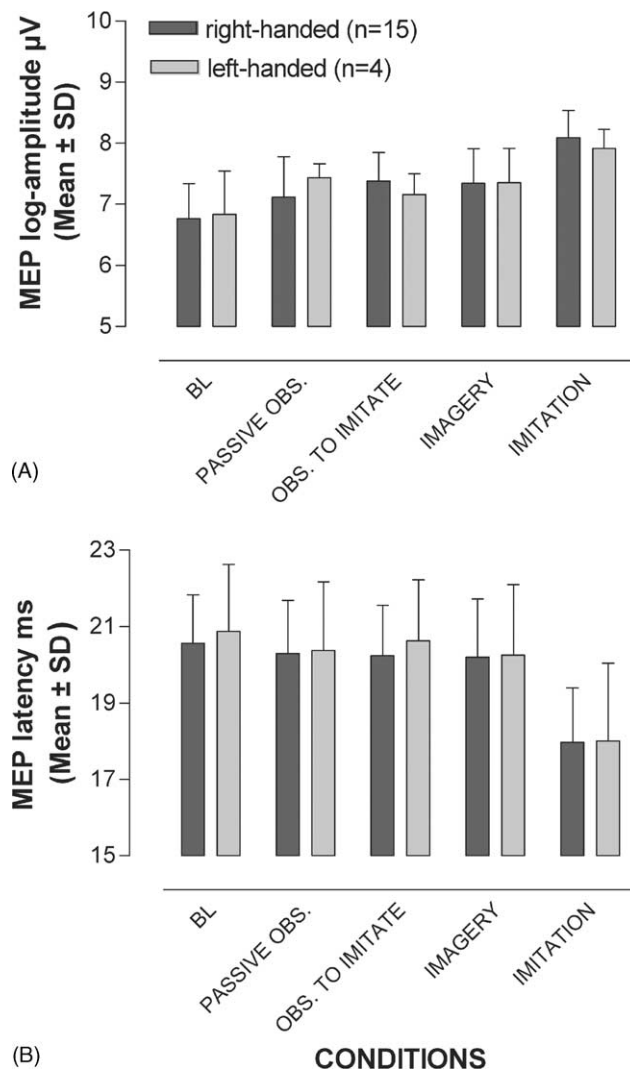 MEP log-amplitude µV
(Mean ± SD)
10
9
8
7
6
5
right-handed (n=15)
left-handed (n=4)
BL
PASSIVE OBS.
OBS. TO IMITATE
IMAGERY
IMITATION
(A)
MEP latency ms
(Mean ± SD)
23
21
19
17
15
BL
PASSIVE OBS.
OBS. TO IMITATE
IMAGERY
IMITATION
(B)
CONDITIONS